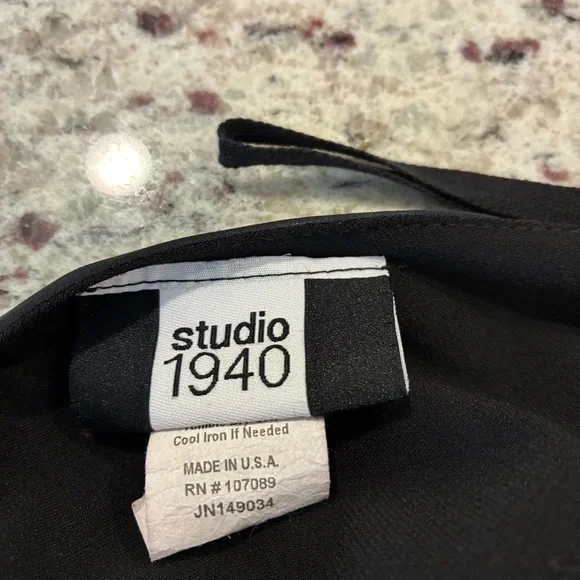 studio
1940
Cool Iron If Needed
MADE IN U.S.A.
RN # 107089
JN149034